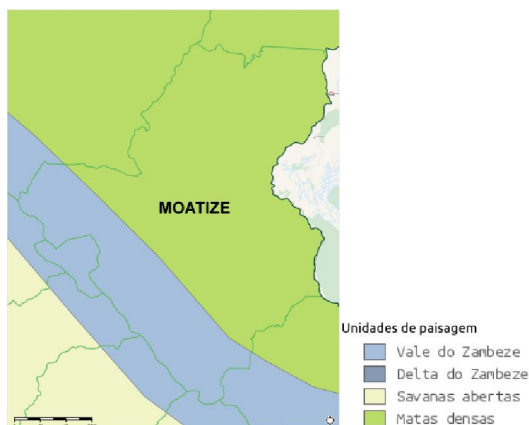 MOATIZE
Unidades de paisagem
Vale do Zambeze
Delta do Zambeze
Savanas abertas
Matas densas